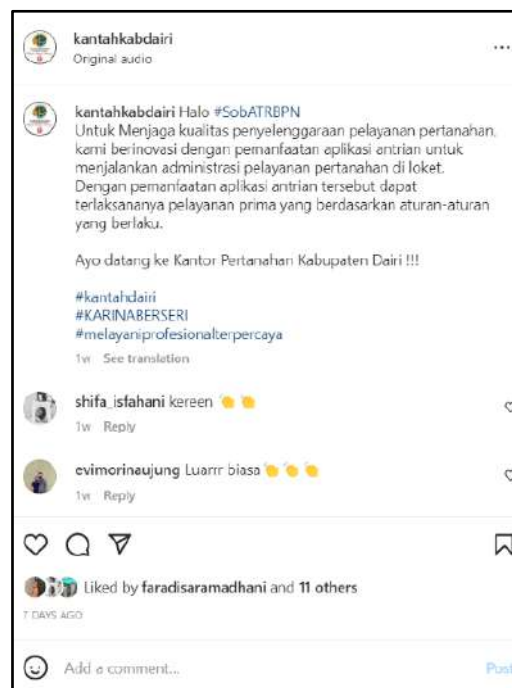 kantahkabdairi
Original audio
kantahkabdairi Halo #SobATRBPN
Untuk Menjaga kualitas penyelenggaraan pelayanan pertanahan,
kami berinovasi dengan pemanfaatan aplikasi antrian untuk
menjalankan administrasi pelayanan pertanahan di loket.
Dengan pemanfaatan aplikasi antrian tersebut dapat
terlaksananya pelayanan prima yang berdasarkan aturan-aturan
yang berlaku.
Ayo datang ke Kantor Pertanahan Kabupaten Dairi !!!
#kantahdairi
#KARINABERSERI
#melayaniprofesionalterpercaya
1w See translation
shifa_isfahani kereen 👏 👏
1w Reply
evimorinaujung Luarrr biasa 👏 👏 👏
1w Reply
Liked by faradisaramadhani and 11 others
7 DAYS AGO
Add a comment...
Post